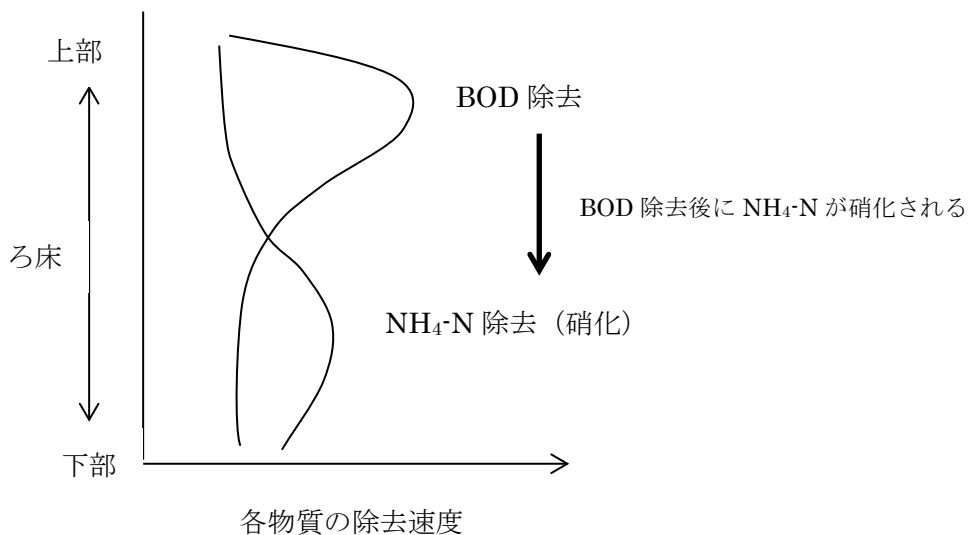 上部
BOD 除去
BOD 除去後に NH₄-N が硝化される
ろ床
NH₄-N 除去（硝化）
下部
各物質の除去速度